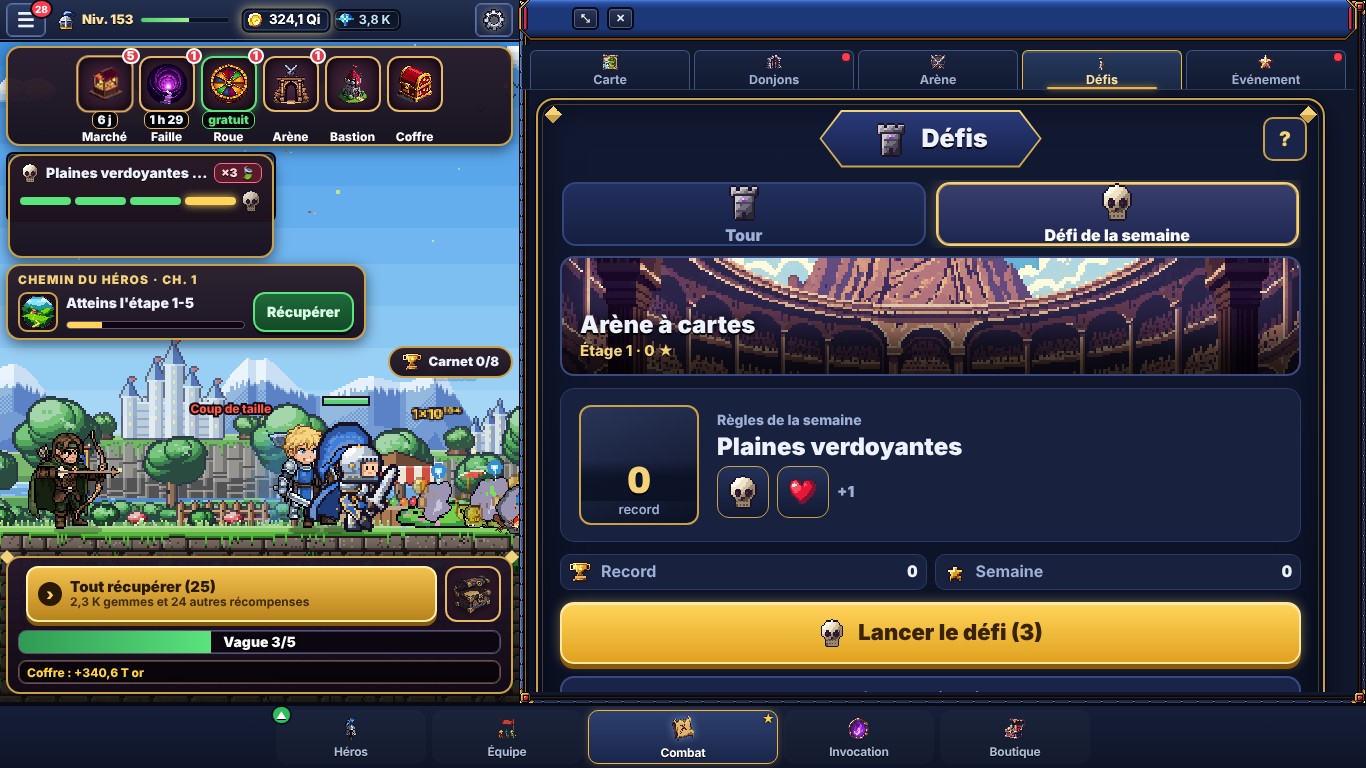 28
Niv. 153
324,1 Qi
3,8 K
5
1
1
1
6 j
1 h 29
gratuit
Marché
Faille
Roue
Arène
Bastion
Coffre
Plaines verdoyantes ...
×3
CHEMIN DU HÉROS · CH. 1
Atteins l'étape 1-5
Récupérer
Carnet 0/8
Coup de taille
Tout récupérer (25)
2,3 K gemmes et 24 autres récompenses
Vague 3/5
Coffre : +340,6 T or
Carte
Donjons
Arène
Défis
Événement
Défis
?
Tour
Défi de la semaine
Arène à cartes
Étage 1 · 0 ★
0
record
Règles de la semaine
Plaines verdoyantes
+1
Record
0
Semaine
0
Lancer le défi (3)
Héros
Équipe
Combat
Invocation
Boutique